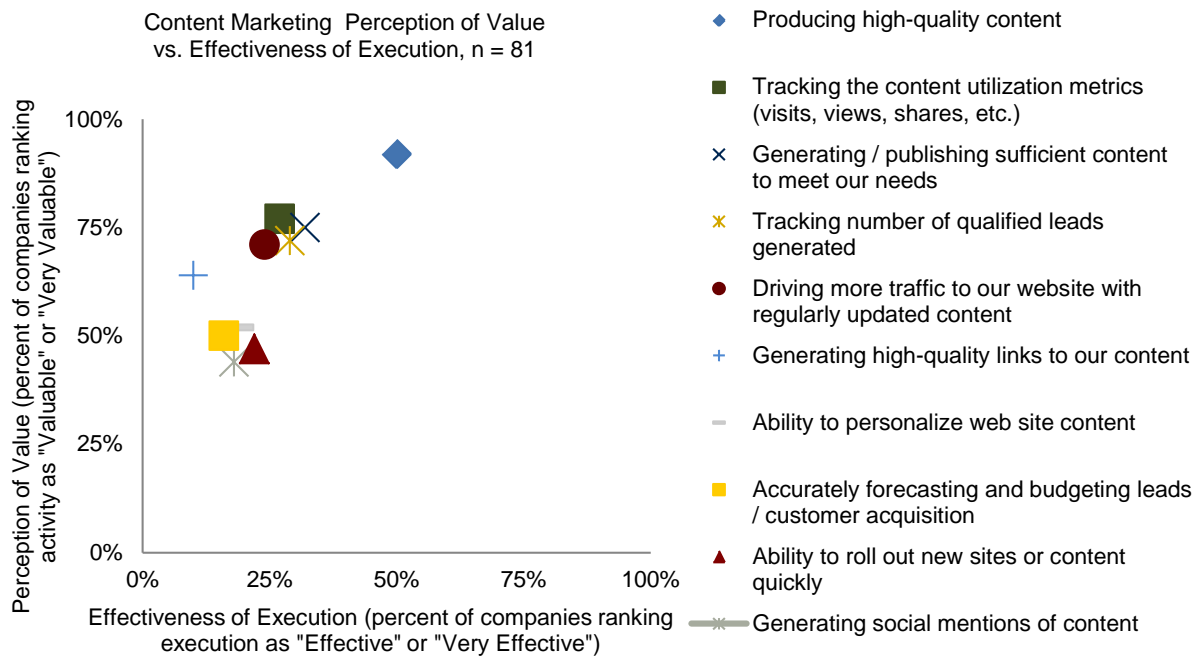 Content Marketing Perception of Value
vs. Effectiveness of Execution, n = 81
Perception of Value (percent of companies ranking
activity as "Valuable" or "Very Valuable")
100%
75%
50%
25%
0%
0%
25%
50%
75%
100%
Effectiveness of Execution (percent of companies ranking
execution as "Effective" or "Very Effective")
Producing high-quality content
Tracking the content utilization metrics
(visits, views, shares, etc.)
Generating / publishing sufficient content
to meet our needs
Tracking number of qualified leads
generated
Driving more traffic to our website with
regularly updated content
Generating high-quality links to our content
Ability to personalize web site content
Accurately forecasting and budgeting leads
/ customer acquisition
Ability to roll out new sites or content
quickly
Generating social mentions of content